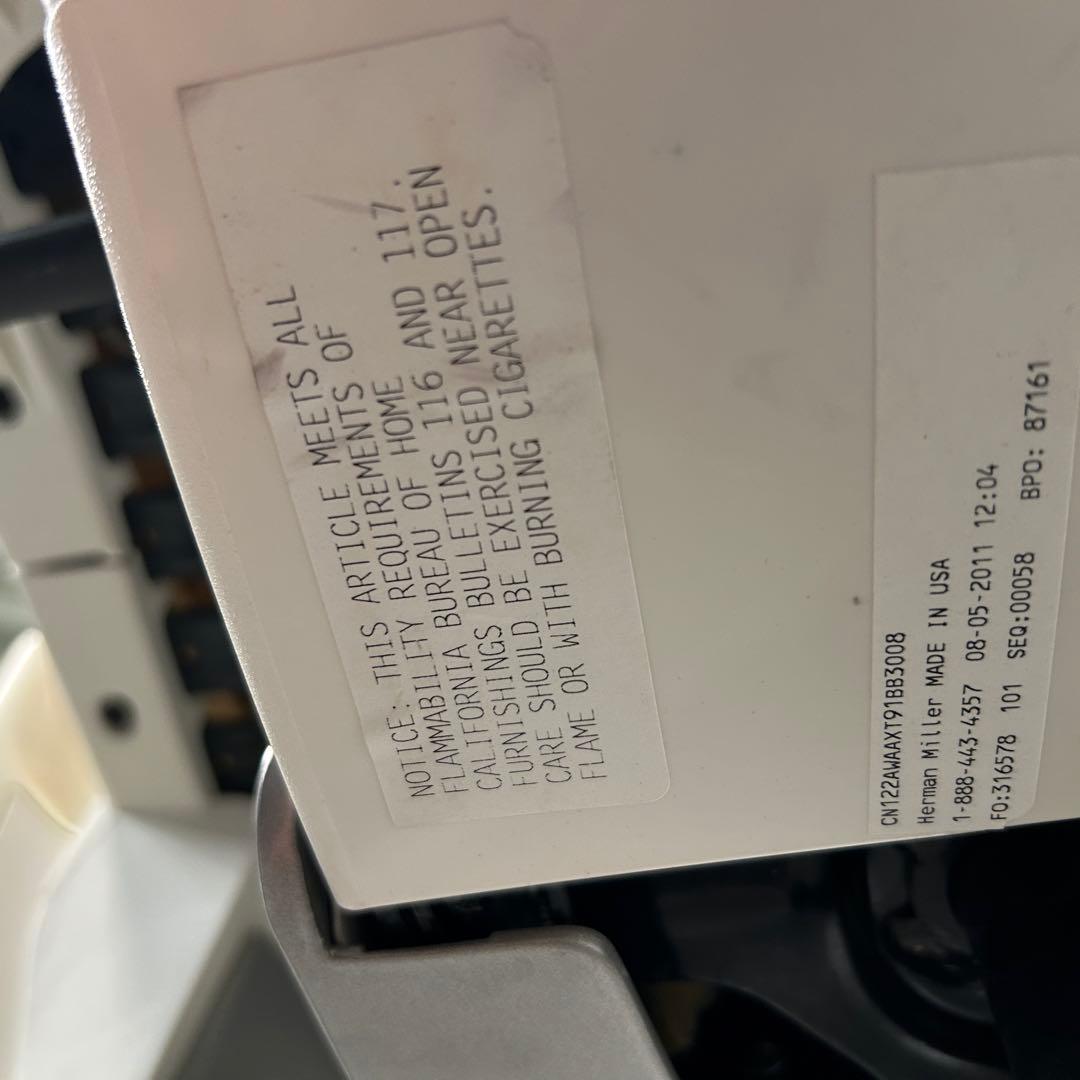 NOTICE: THIS ARTICLE MEETS ALL
FLAMMABILITY REQUIREMENTS OF
CALIFORNIA BUREAU OF HOME
FURNISHINGS BULLETINS 116 AND 117.
CARE SHOULD BE EXERCISED NEAR OPEN
FLAME OR WITH BURNING CIGARETTES.
CN122AWAAXT91BB3008
Herman Miller MADE IN USA
1-888-443-4357 08-05-2011 12:04
FO:316578 101 SEQ:00058 BPO: 87161